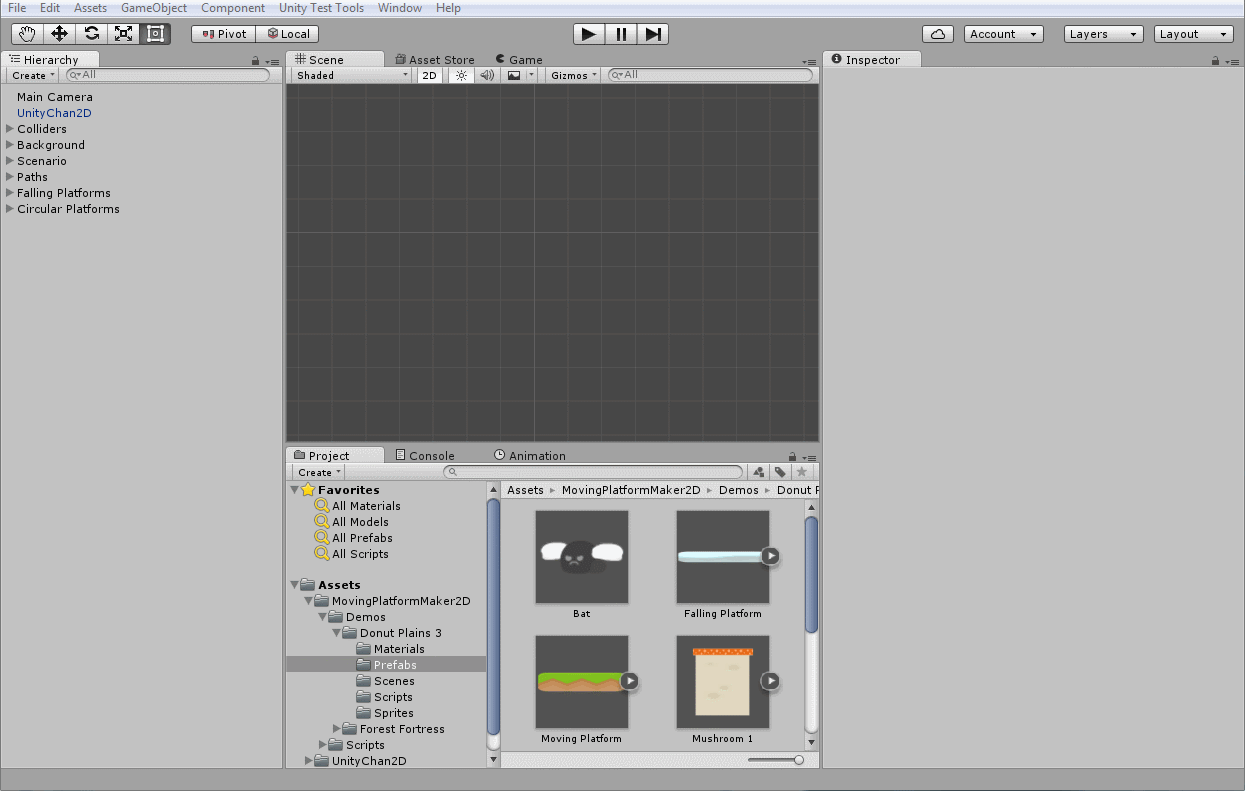 File Edit Assets GameObject Component Unity Test Tools Window Help
Pivot Local Account Layers Layout
Hierarchy
Create All
Main Camera
UnityChan2D
Colliders
Background
Scenario
Paths
Falling Platforms
Circular Platforms
Scene Asset Store Game
Shaded 2D Gizmos All
Inspector
Project Console Animation
Create
Favorites
All Materials
All Models
All Prefabs
All Scripts
Assets
MovingPlatformMaker2D
Demos
Donut Plains 3
Materials
Prefabs
Scenes
Scripts
Sprites
Forest Fortress
Scripts
UnityChan2D
Assets MovingPlatformMaker2D Demos Donut P
Bat Falling Platform
Moving Platform Mushroom 1